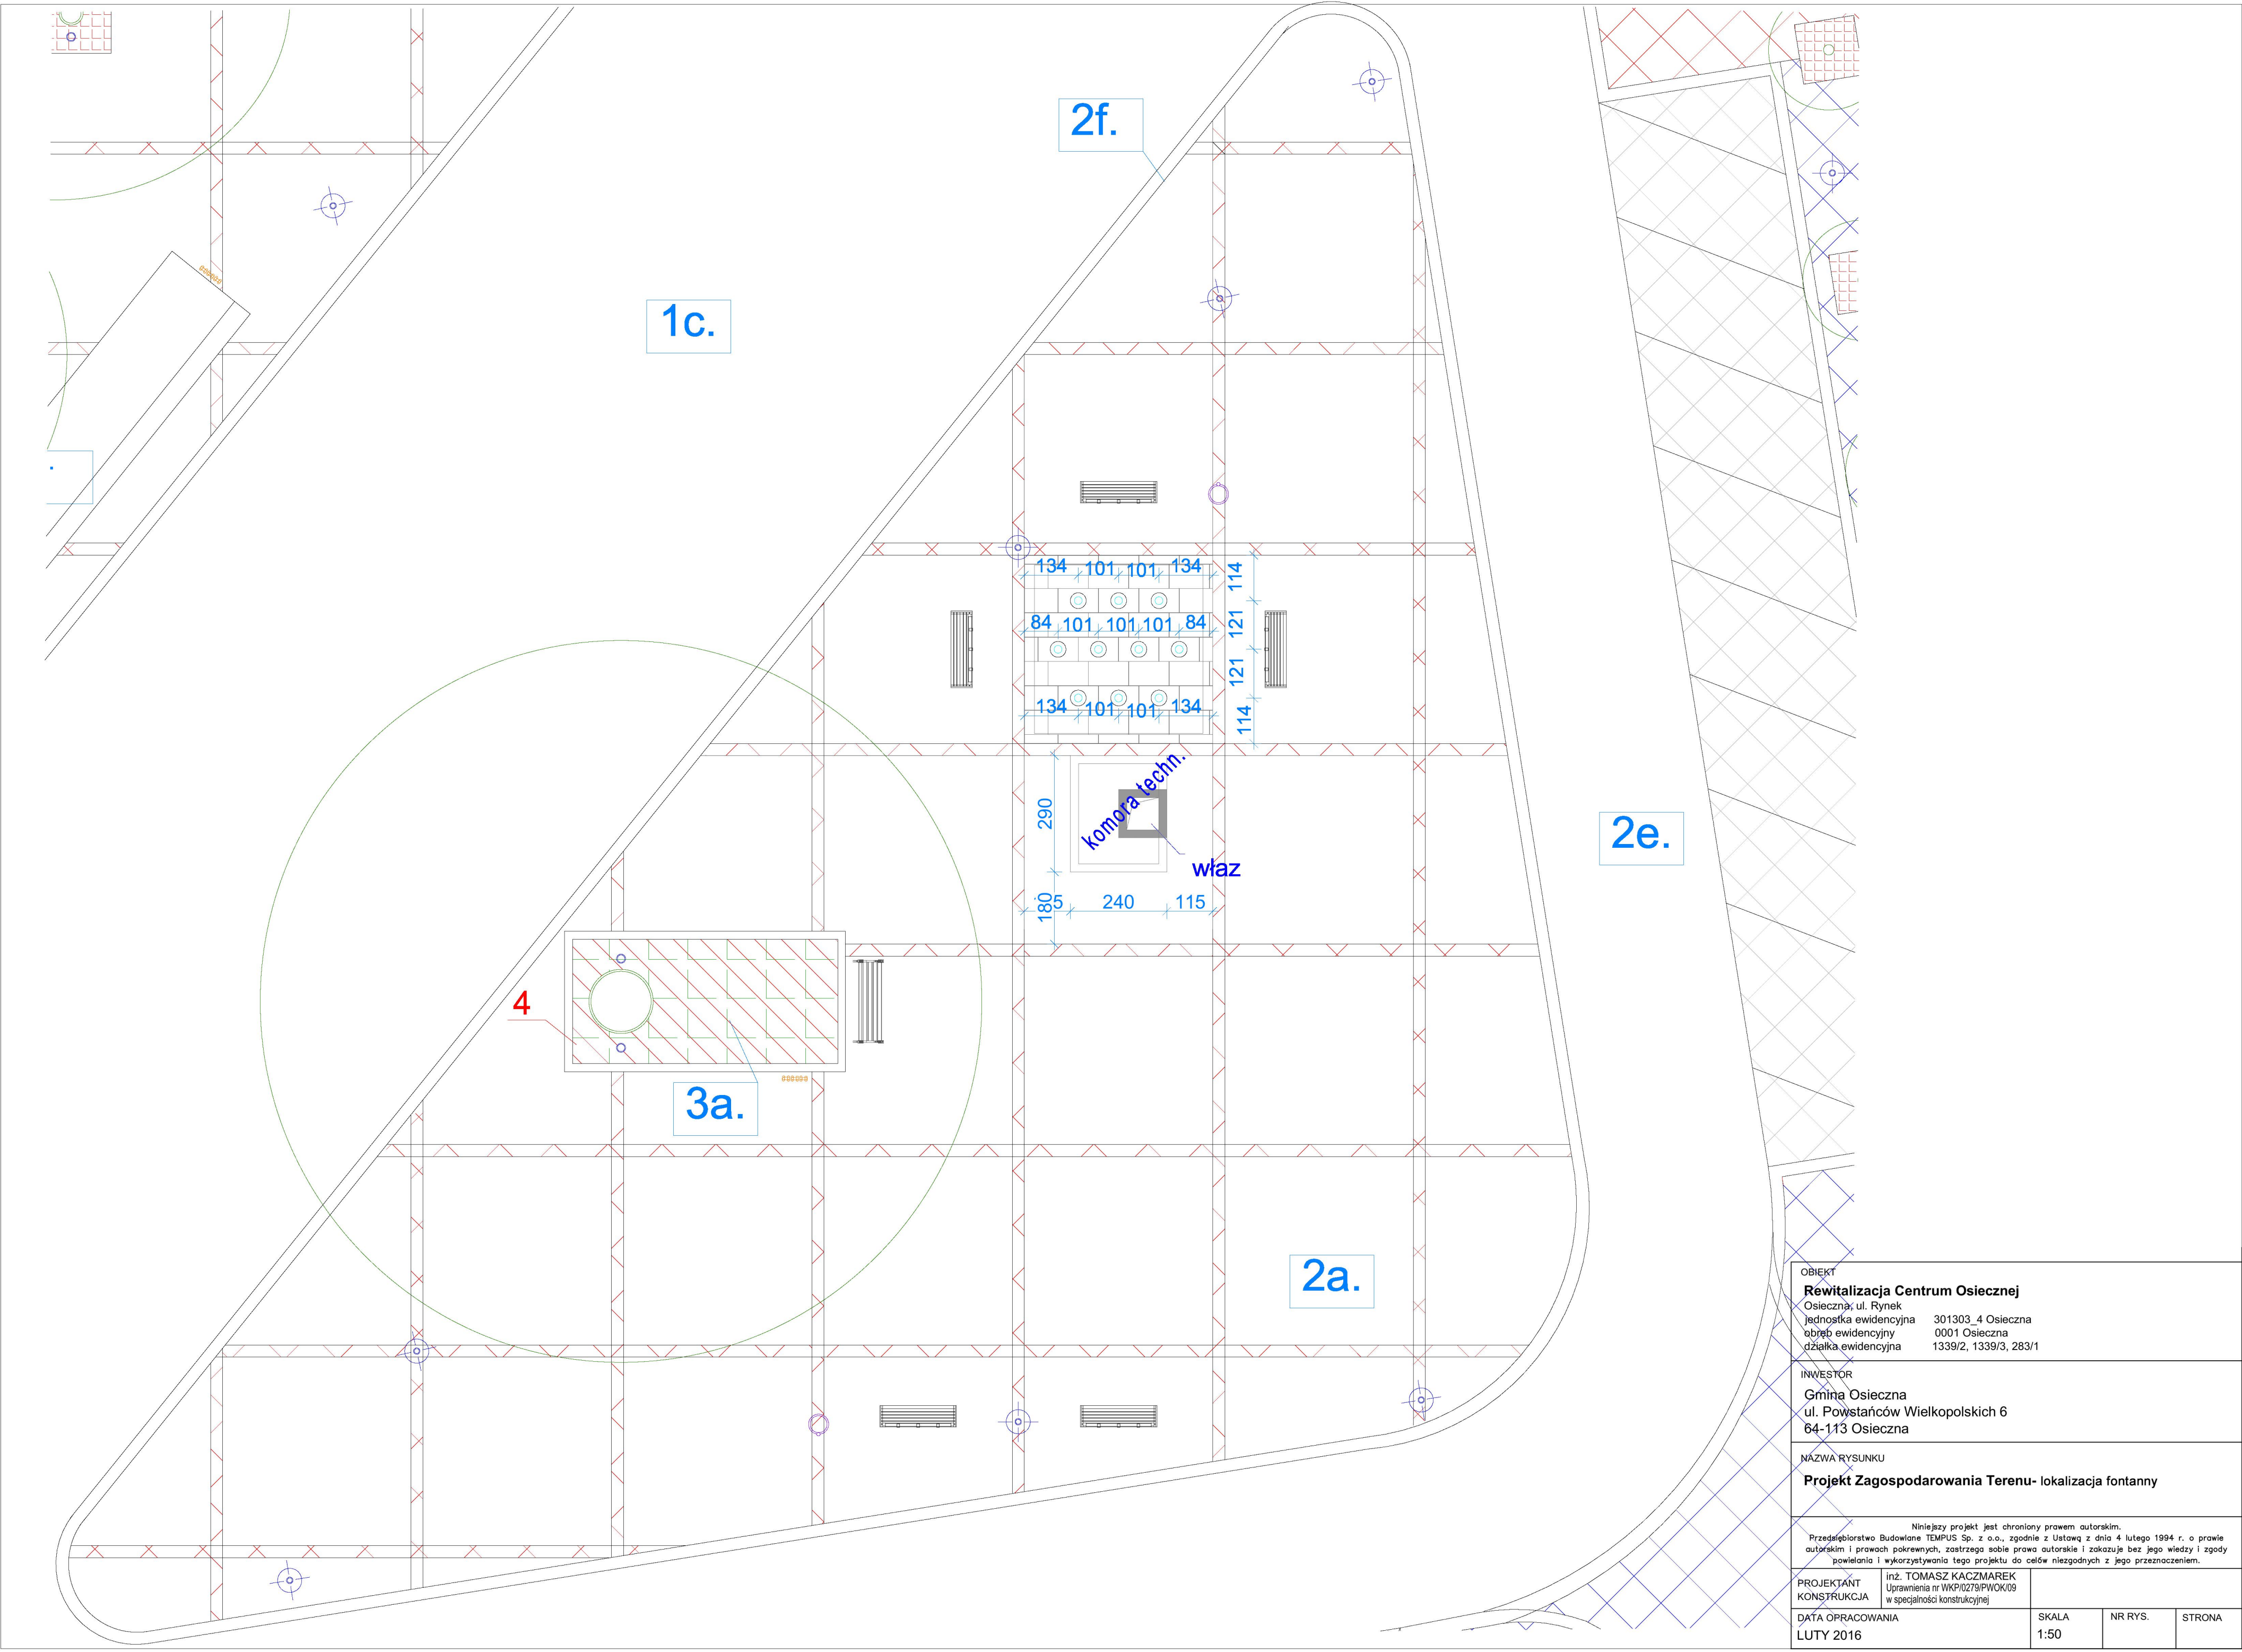 2f.
1c.
134 101 101 134
114
84 101 101 101 84
121
121
134 101 101 134
114
komora techn.
290
właz
2e.
180
240
115
4
3a.
2a.
OBIEKT
Rewitalizacja Centrum Osiecznej
Osieczna, ul. Rynek
jednostka ewidencyjna 301303_4 Osieczna
obręb ewidencyjny 0001 Osieczna
działka ewidencyjna 1339/2, 1339/3, 283/1
INWESTOR
Gmina Osieczna
ul. Powstańców Wielkopolskich 6
64-113 Osieczna
NAZWA RYSUNKU
Projekt Zagospodarowania Terenu- lokalizacja fontanny
Niniejszy projekt jest chroniony prawem autorskim.
Przedsiębiorstwo Budowlane TEMPUS Sp. z o.o., zgodnie z Ustawą z dnia 4 lutego 1994 r. o prawie
autorskim i prawach pokrewnych, zastrzega sobie prawa autorskie i zakazuje bez jego wiedzy i zgody
powielania i wykorzystywania tego projektu do celów niezgodnych z jego przeznaczeniem.
PROJEKTANT
KONSTRUKCJA
inż. TOMASZ KACZMAREK
Uprawnienia nr WKP/0279/PWOK/09
w specjalności konstrukcyjnej
DATA OPRACOWANIA
LUTY 2016
SKALA
1:50
NR RYS.
STRONA